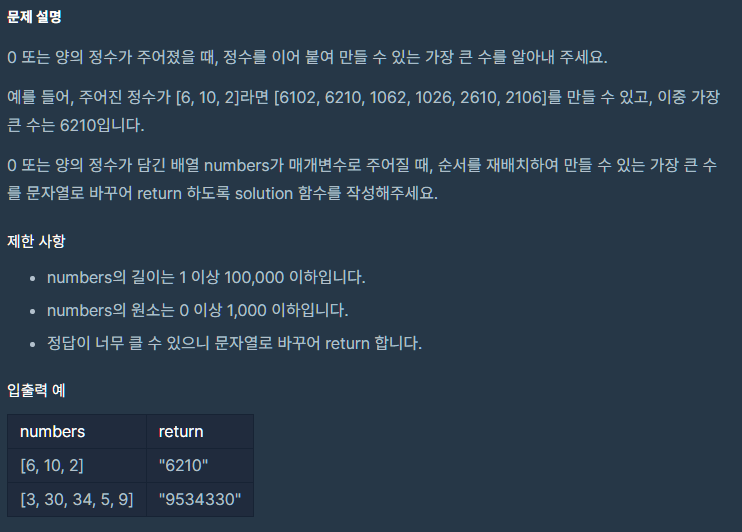 문제 설명
0 또는 양의 정수가 주어졌을 때, 정수를 이어 붙여 만들 수 있는 가장 큰 수를 알아내 주세요.
예를 들어, 주어진 정수가 [6, 10, 2]라면 [6102, 6210, 1062, 1026, 2610, 2106]를 만들 수 있고, 이중 가장
큰 수는 6210입니다.
0 또는 양의 정수가 담긴 배열 numbers가 매개변수로 주어질 때, 순서를 재배치하여 만들 수 있는 가장 큰 수
를 문자열로 바꾸어 return 하도록 solution 함수를 작성해주세요.
제한 사항
• numbers의 길이는 1 이상 100,000 이하입니다.
• numbers의 원소는 0 이상 1,000 이하입니다.
• 정답이 너무 클 수 있으니 문자열로 바꾸어 return 합니다.
입출력 예
numbers return
[6, 10, 2] "6210"
[3, 30, 34, 5, 9] "9534330"